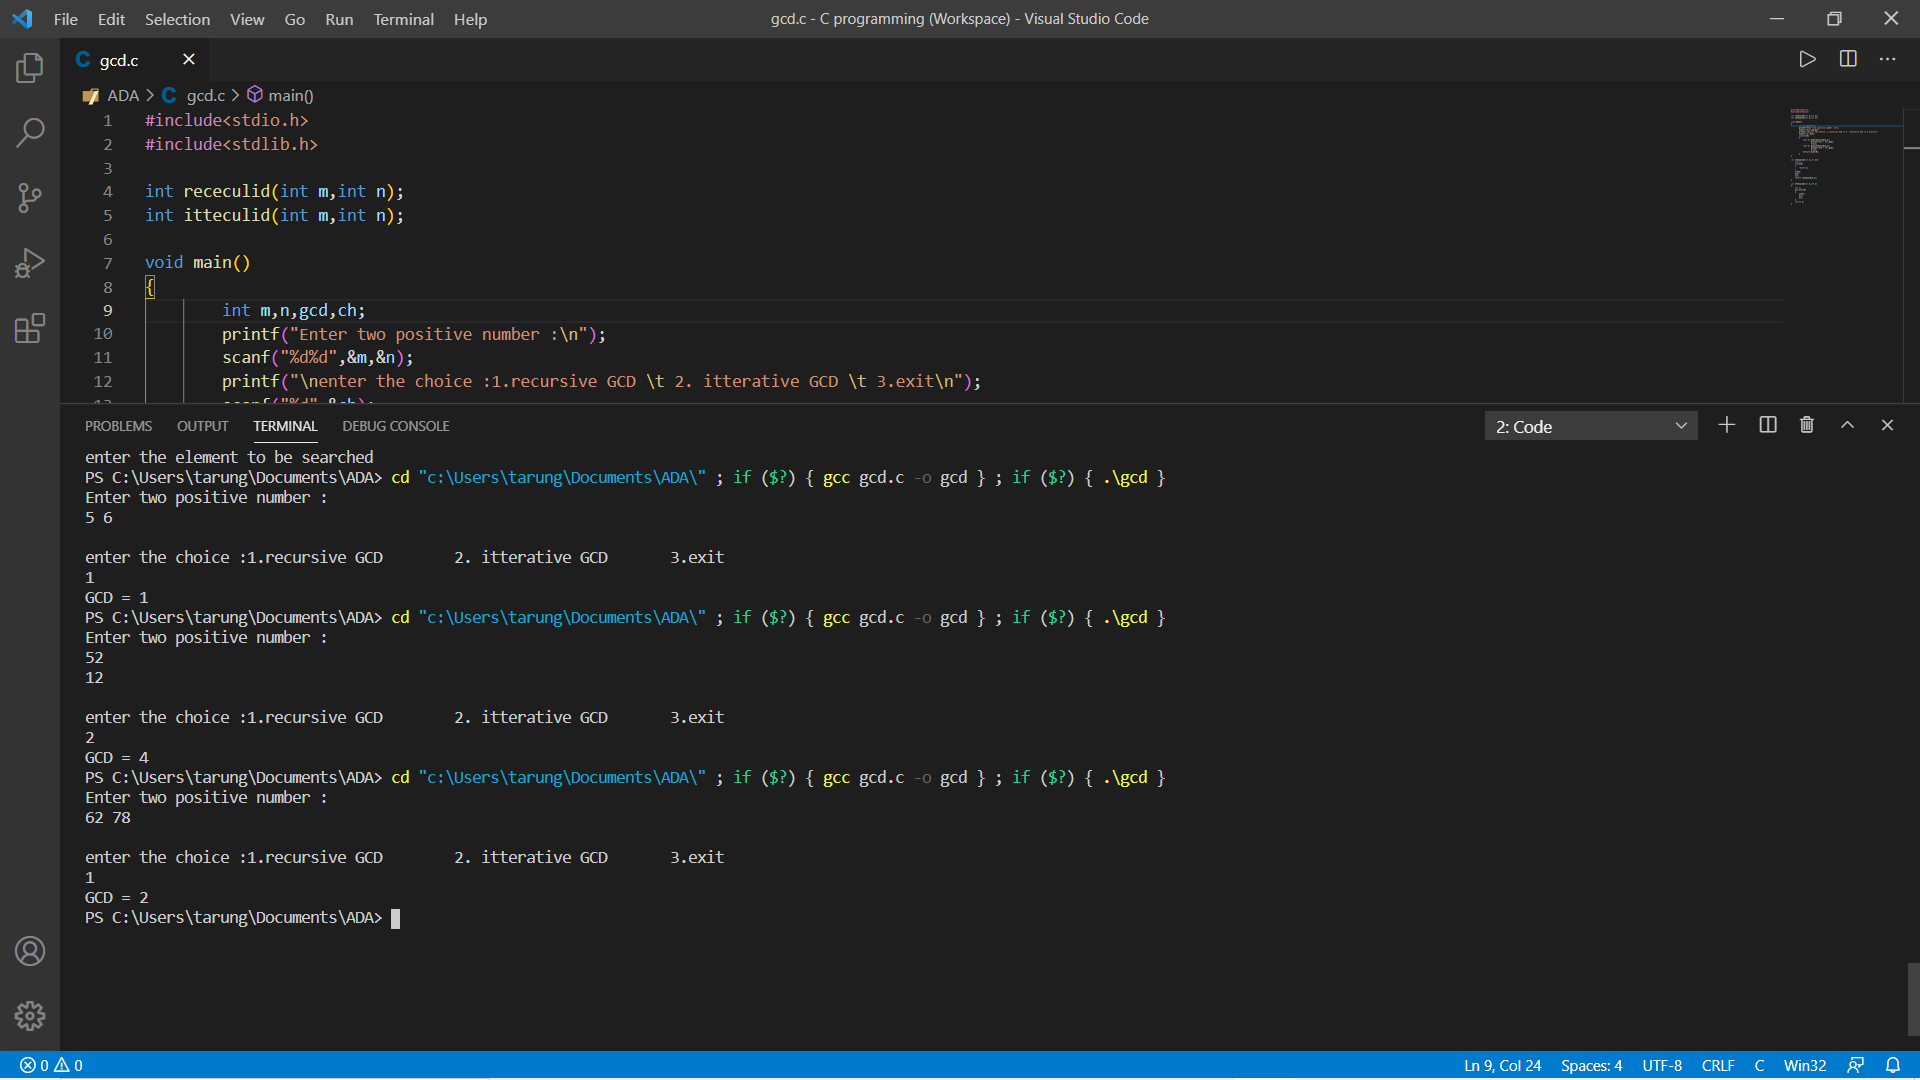 File Edit Selection View Go Run Terminal Help
gcd.c - C programming (Workspace) - Visual Studio Code
C gcd.c
ADA > C gcd.c > main()
1 #include<stdio.h>
2 #include<stdlib.h>
3
4 int receculid(int m,int n);
5 int itteculid(int m,int n);
6
7 void main()
8 {
9 int m,n,gcd,ch;
10 printf("Enter two positive number :\n");
11 scanf("%d%d",&m,&n);
12 printf("\nenter the choice :1.recursive GCD \t 2. itterative GCD \t 3.exit\n");
13 scanf("%d",&ch);
PROBLEMS OUTPUT TERMINAL DEBUG CONSOLE
2: Code
enter the element to be searched
PS C:\Users\tarung\Documents\ADA> cd "c:\Users\tarung\Documents\ADA\" ; if ($?) { gcc gcd.c -o gcd } ; if ($?) { .\gcd }
Enter two positive number :
5 6
enter the choice :1.recursive GCD 2. itterative GCD 3.exit
1
GCD = 1
PS C:\Users\tarung\Documents\ADA> cd "c:\Users\tarung\Documents\ADA\" ; if ($?) { gcc gcd.c -o gcd } ; if ($?) { .\gcd }
Enter two positive number :
52
12
enter the choice :1.recursive GCD 2. itterative GCD 3.exit
2
GCD = 4
PS C:\Users\tarung\Documents\ADA> cd "c:\Users\tarung\Documents\ADA\" ; if ($?) { gcc gcd.c -o gcd } ; if ($?) { .\gcd }
Enter two positive number :
62 78
enter the choice :1.recursive GCD 2. itterative GCD 3.exit
1
GCD = 2
PS C:\Users\tarung\Documents\ADA>
0 0
Ln 9, Col 24 Spaces: 4 UTF-8 CRLF C Win32